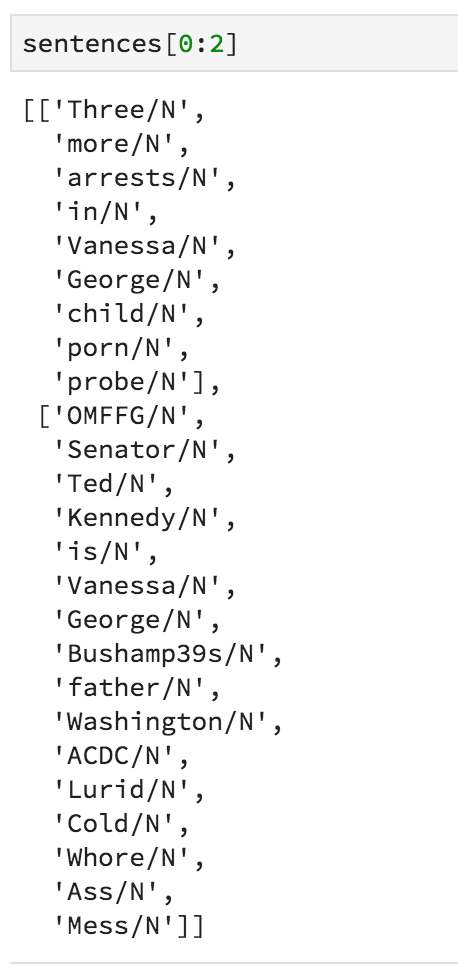 sentences[0:2]
[['Three/N',
'more/N',
'arrests/N',
'in/N',
'Vanessa/N',
'George/N',
'child/N',
'porn/N',
'probe/N'],
['OMFFG/N',
'Senator/N',
'Ted/N',
'Kennedy/N',
'is/N',
'Vanessa/N',
'George/N',
'Bushamp39s/N',
'father/N',
'Washington/N',
'ACDC/N',
'Lurid/N',
'Cold/N',
'Whore/N',
'Ass/N',
'Mess/N']]